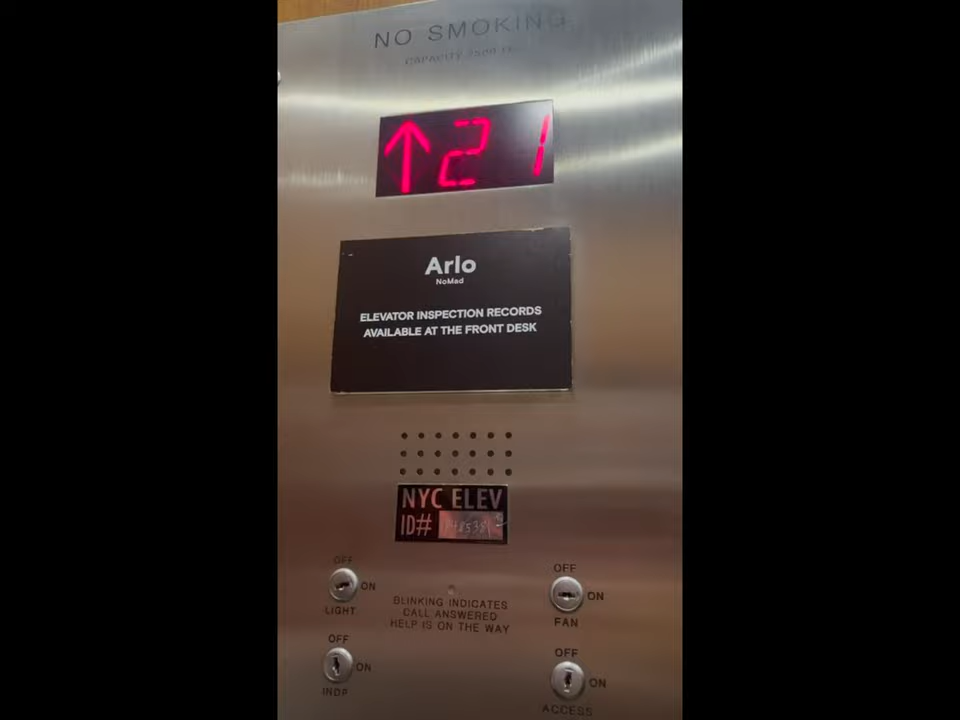 NO SMOKING
CAPACITY 2500
↑21
Arlo
NoMad
ELEVATOR INSPECTION RECORDS
AVAILABLE AT THE FRONT DESK
NYC ELEV
ID#
OFF
ON
LIGHT
BLINKING INDICATES
CALL ANSWERED
HELP IS ON THE WAY
OFF
ON
FAN
OFF
ON
INDP
OFF
ON
ACCESS